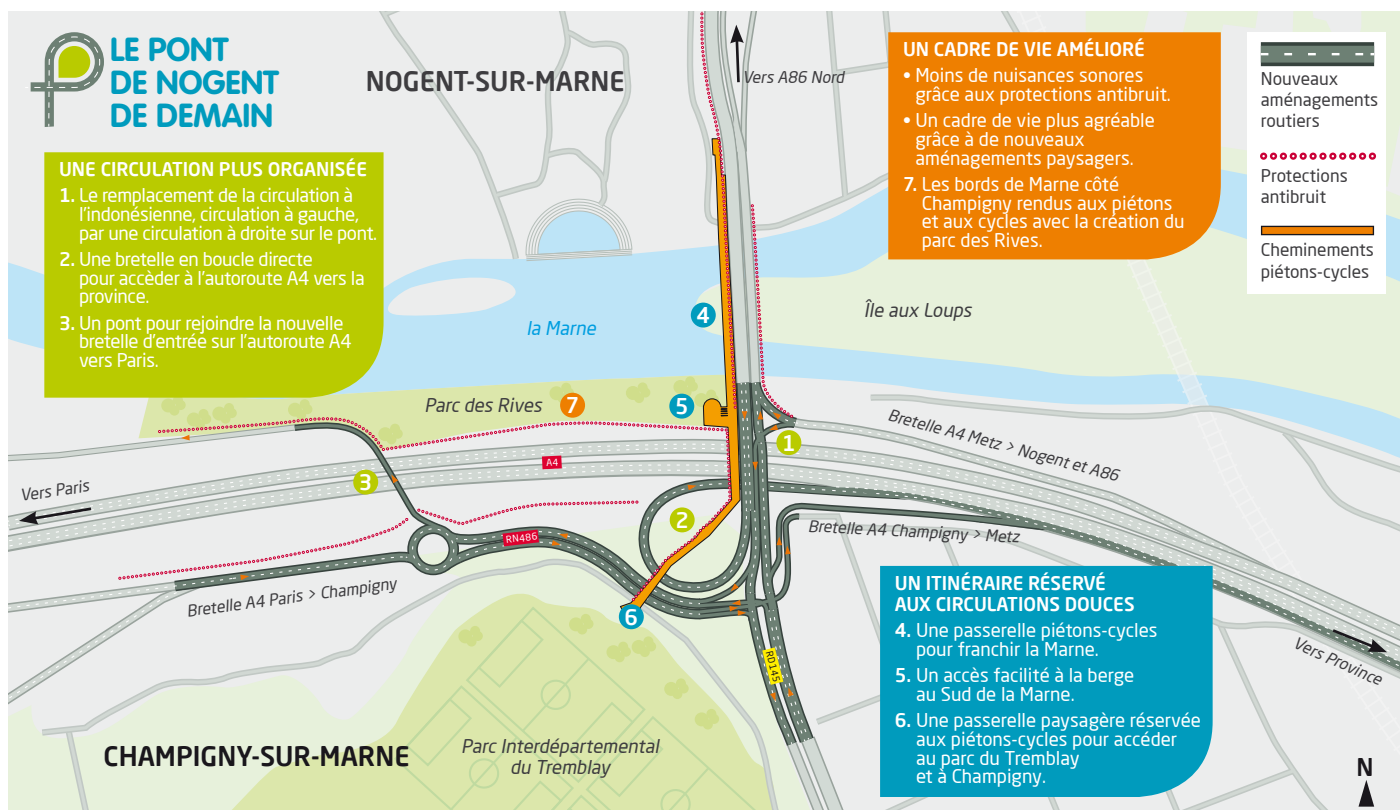 LE PONT
DE NOGENT
DE DEMAIN
NOGENT-SUR-MARNE
Vers A86 Nord
UNE CIRCULATION PLUS ORGANISÉE
1. Le remplacement de la circulation à
l'indonésienne, circulation à gauche,
par une circulation à droite sur le pont.
2. Une bretelle en boucle directe
pour accèder à l'autoroute A4 vers la
province.
3. Un pont pour rejoindre la nouvelle
bretelle d'entrée sur l'autoroute A4
vers Paris.
UN CADRE DE VIE AMÉLIORÉ
• Moins de nuisances sonores
grâce aux protections antibruit.
• Un cadre de vie plus agréable
grâce à de nouveaux
aménagements paysagers.
7. Les bords de Marne côté
Champigny rendus aux piétons
et aux cycles avec la création du
parc des Rives.
Nouveaux
aménagements
routiers
Protections
antibruit
Cheminements
piétons-cycles
la Marne
4
Île aux Loups
Parc des Rives
7
5
1
Bretelle A4 Metz > Nogent et A86
A4
Vers Paris
3
2
RN486
Bretelle A4 Champigny > Metz
Bretelle A4 Paris > Champigny
6
RD145
Vers Province
UN ITINÉRAIRE RÉSERVÉ
AUX CIRCULATIONS DOUCES
4. Une passerelle piétons-cycles
pour franchir la Marne.
5. Un accès facilité à la berge
au Sud de la Marne.
6. Une passerelle paysagère réservée
aux piétons-cycles pour accéder
au parc du Tremblay
et à Champigny.
CHAMPIGNY-SUR-MARNE
Parc Interdépartemental
du Tremblay
N